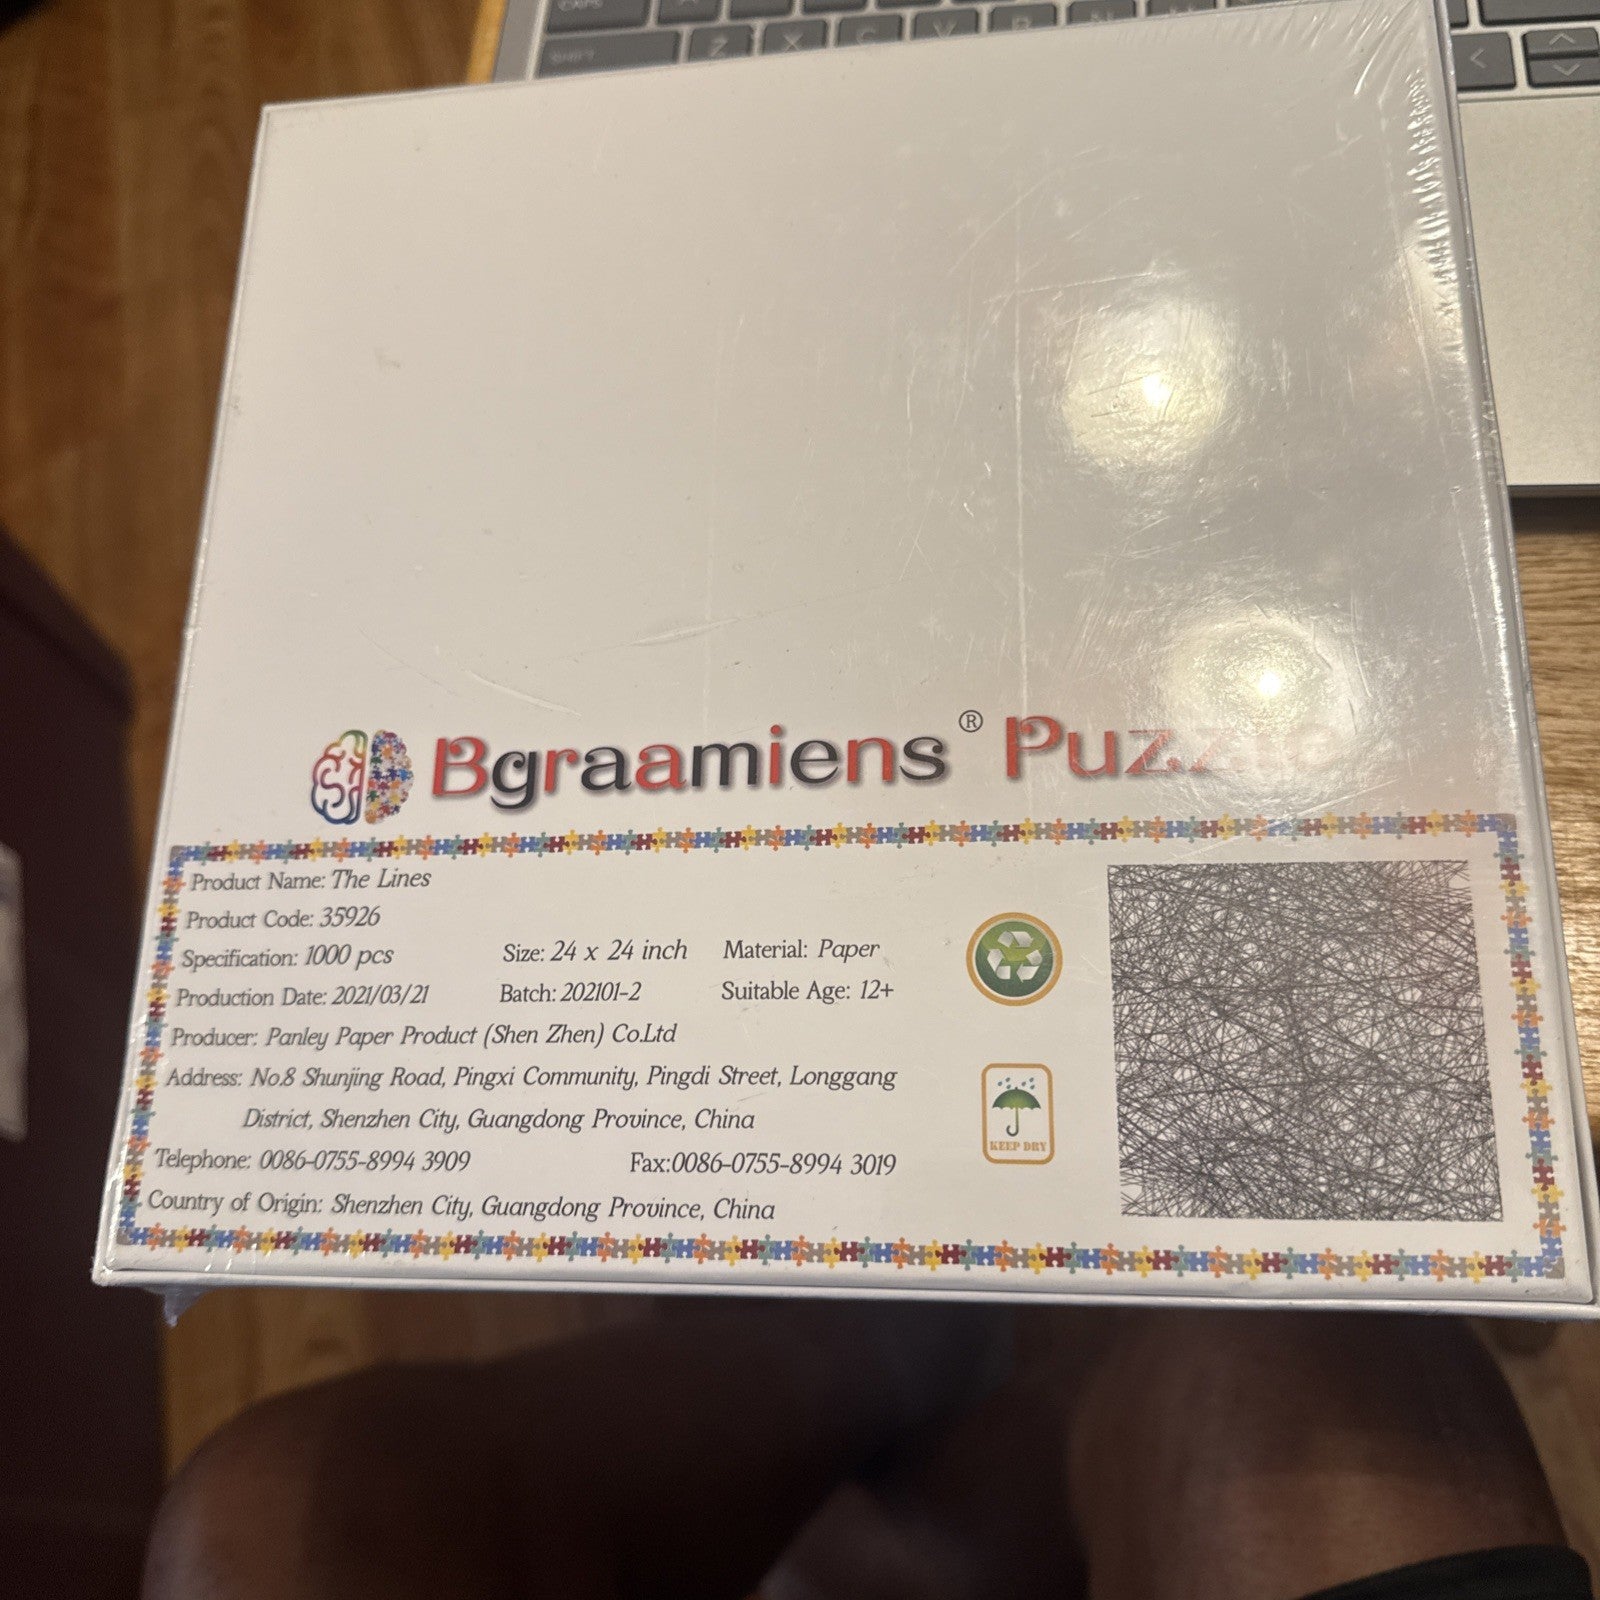 CAPS
SHIFT Z X C V B N
Bgraamiens® Puzz
Product Name: The Lines
Product Code: 35926
Specification: 1000 pcs Size: 24 x 24 inch Material: Paper
Production Date: 2021/03/21 Batch: 202101-2 Suitable Age: 12+
Producer: Panley Paper Product (Shen Zhen) Co.Ltd
Address: No.8 Shunjing Road, Pingxi Community, Pingdi Street, Longgang
District, Shenzhen City, Guangdong Province, China
Telephone: 0086-0755-8994 3909 Fax:0086-0755-8994 3019
Country of Origin: Shenzhen City, Guangdong Province, China
KEEP DRY